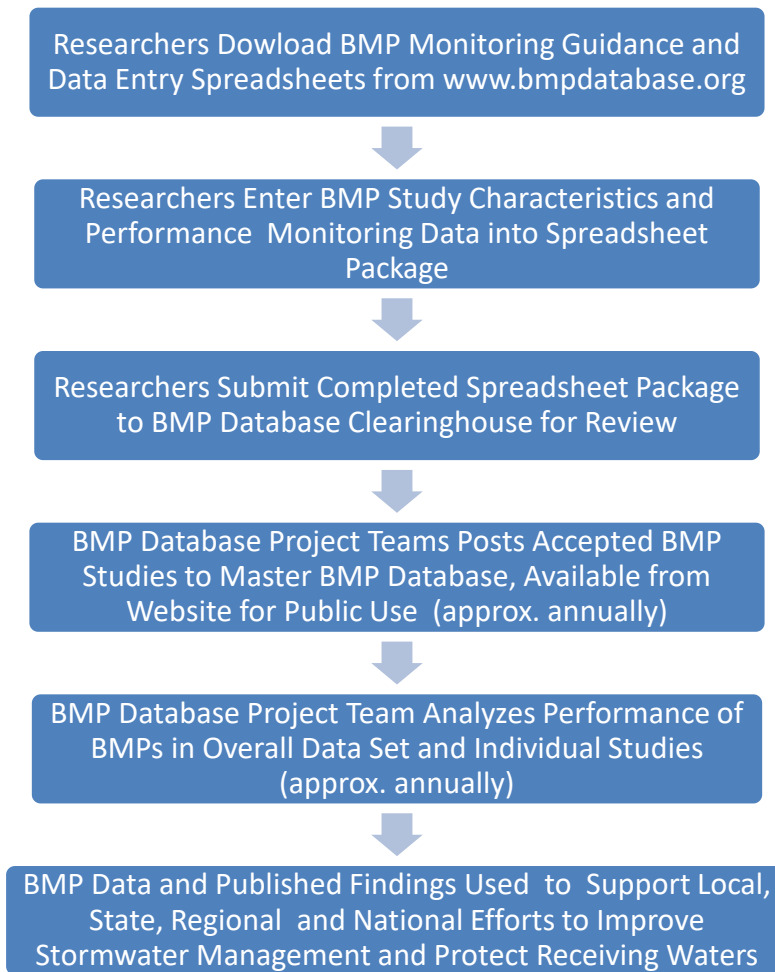 Researchers Dowload BMP Monitoring Guidance and
Data Entry Spreadsheets from www.bmpdatabase.org
Researchers Enter BMP Study Characteristics and
Performance Monitoring Data into Spreadsheet
Package
Researchers Submit Completed Spreadsheet Package
to BMP Database Clearinghouse for Review
BMP Database Project Teams Posts Accepted BMP
Studies to Master BMP Database, Available from
Website for Public Use (approx. annually)
BMP Database Project Team Analyzes Performance of
BMPs in Overall Data Set and Individual Studies
(approx. annually)
BMP Data and Published Findings Used to Support Local,
State, Regional and National Efforts to Improve
Stormwater Management and Protect Receiving Waters